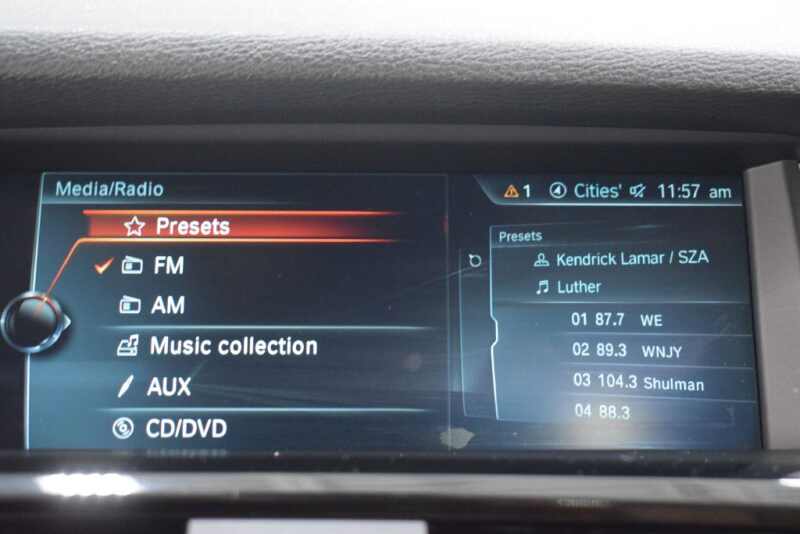 Media/Radio
1 Cities' 11:57 am
Presets
FM
AM
Music collection
AUX
CD/DVD
Presets
Kendrick Lamar / SZA
Luther
01 87.7 WE
02 89.3 WNJY
03 104.3 Shulman
04 88.3